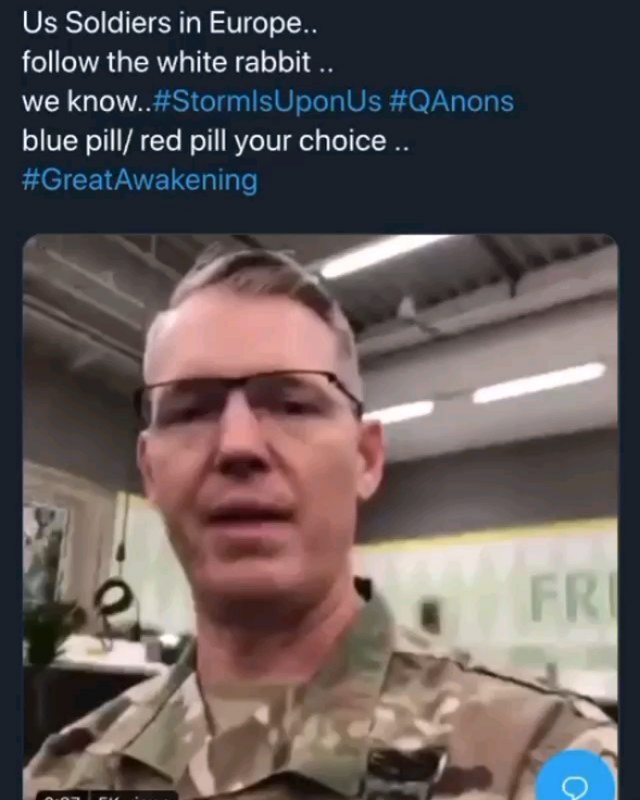 Us Soldiers in Europe..
follow the white rabbit ..
we know..#StormIsUponUs #QAnons
blue pill/ red pill your choice ..
#GreatAwakening
FRI